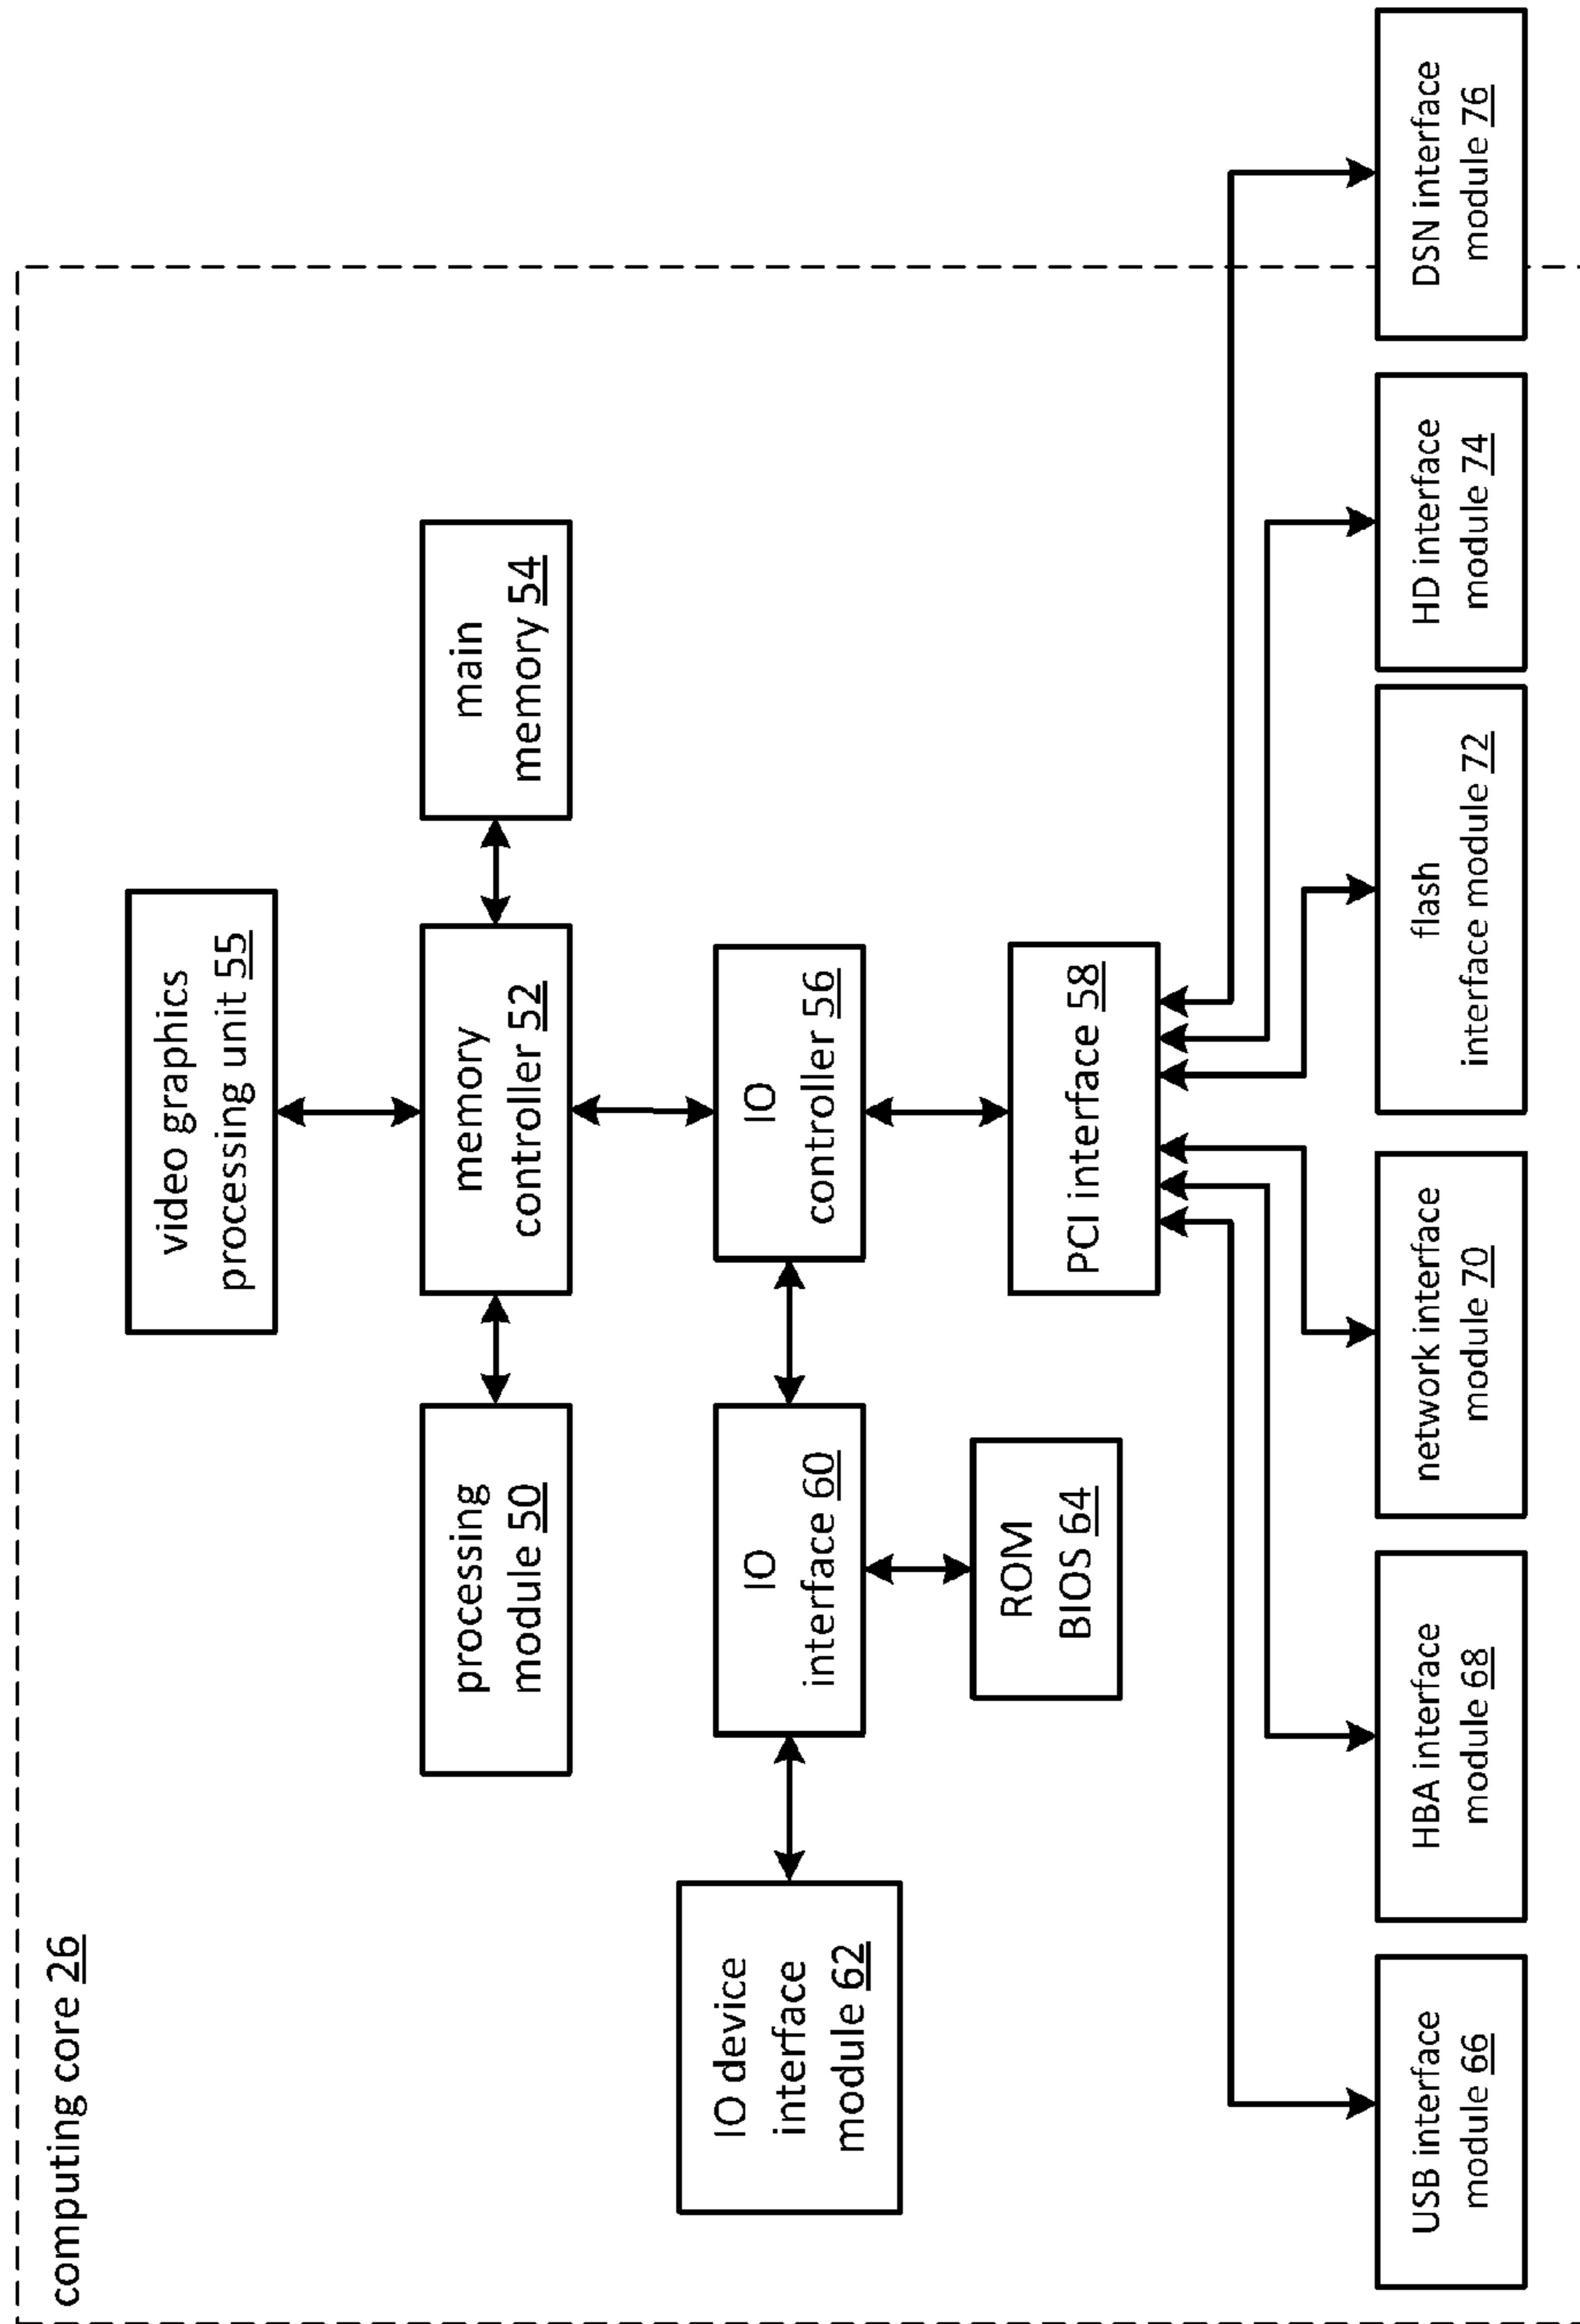 computing core 26
video graphics
processing unit 55
processing
module 50
memory
controller 52
main
memory 54
IO device
interface
module 62
IO
interface 60
IO
controller 56
ROM
BIOS 64
PCI interface 58
USB interface
module 66
HBA interface
module 68
network interface
module 70
flash
interface module 72
HD interface
module 74
DSN interface
module 76